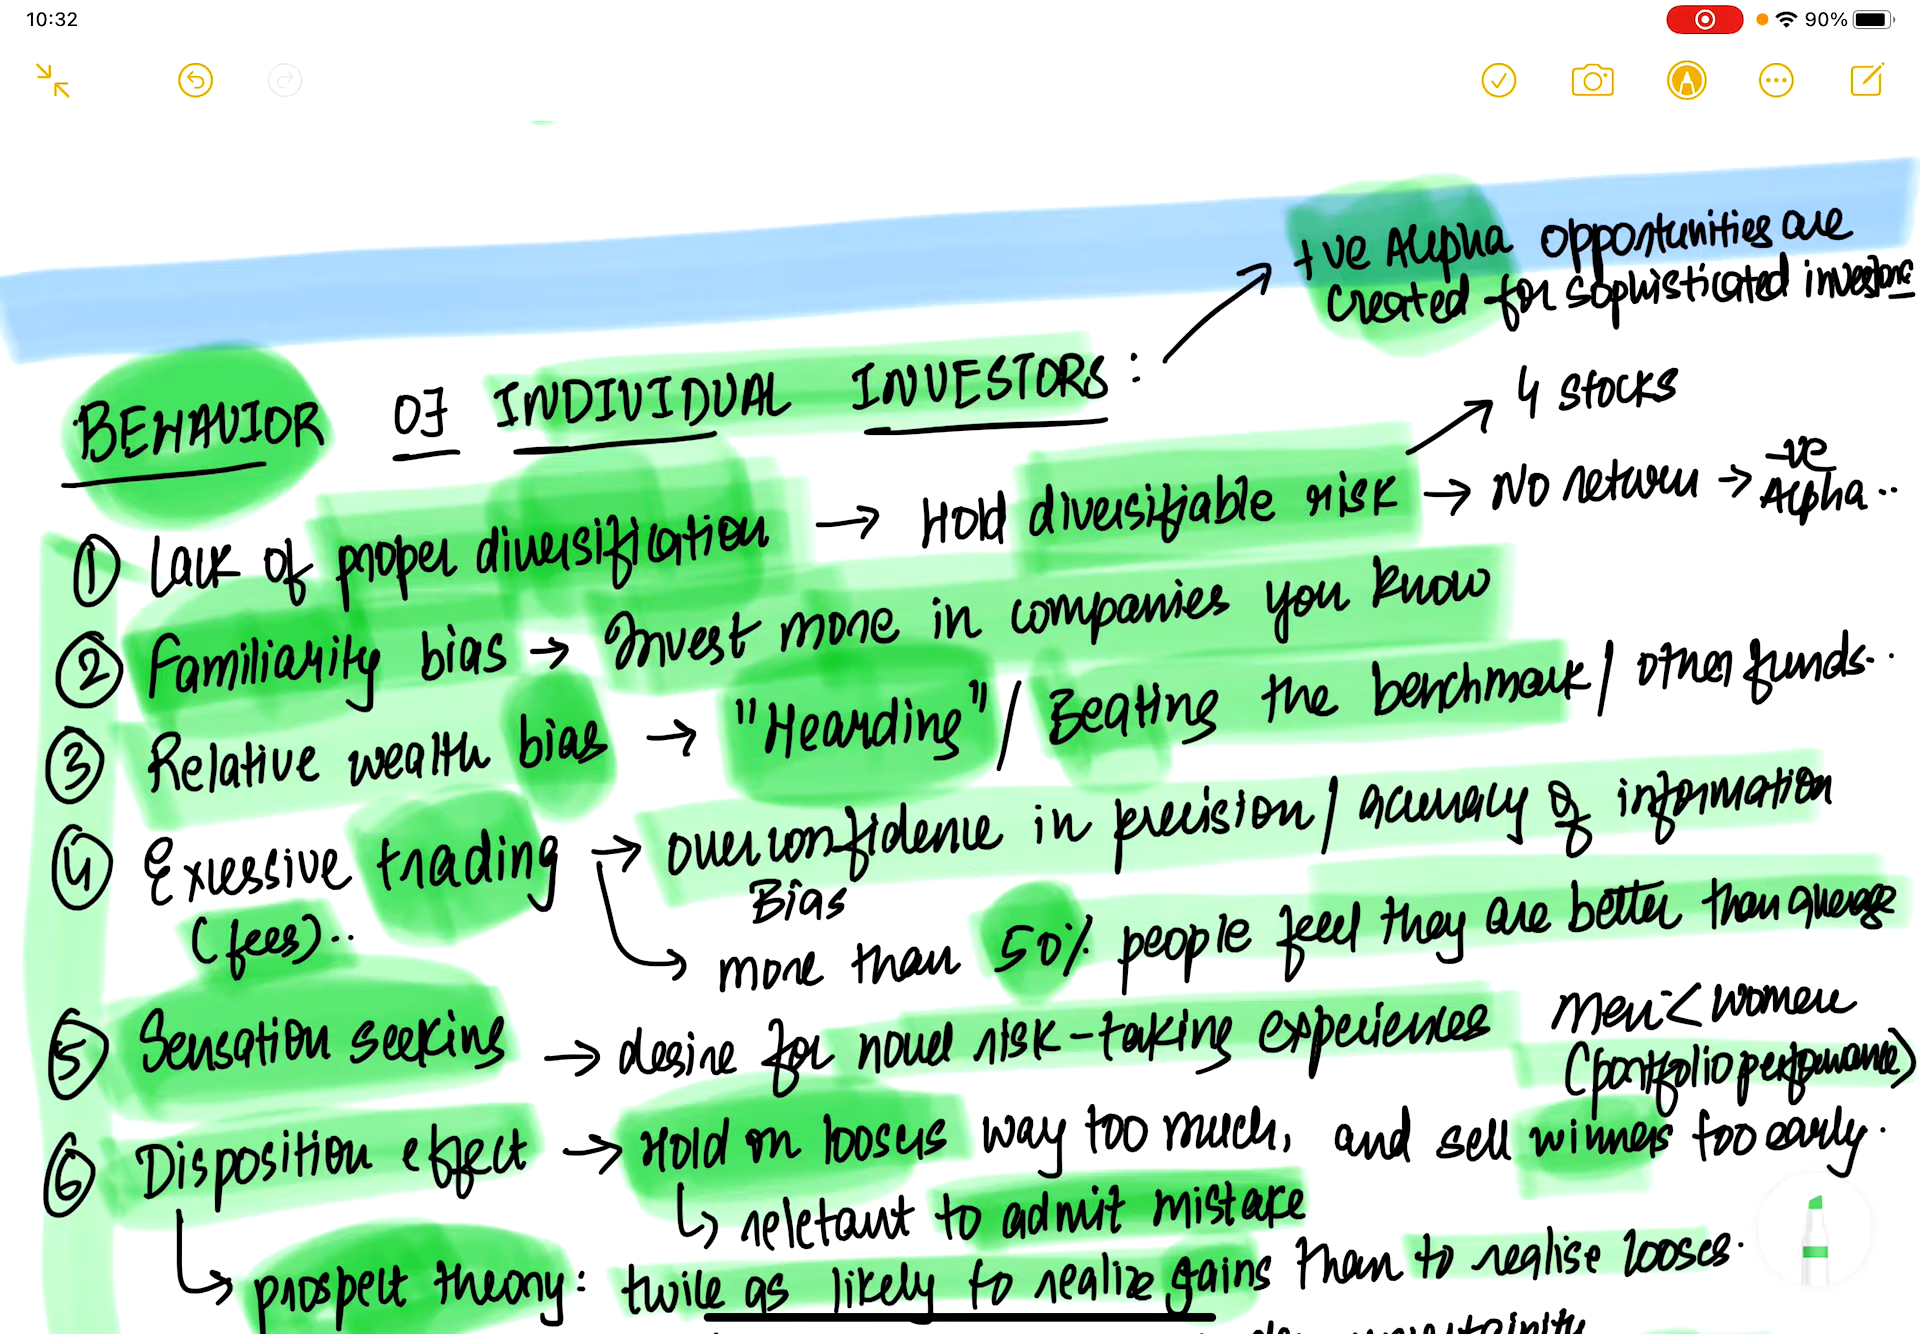 10:32
90%
+ve Alpha opportunities are
created for sophisticated investors
BEHAVIOR OF INDIVIDUAL INVESTORS :
4 stocks
① Lack of proper diversification → Hold diversifiable risk → No return → -ve Alpha..
② Familiarity bias → Invest more in companies you know
③ Relative wealth bias → "Hearding" / Beating the benchmark / other funds..
④ Excessive trading → overconfidence in precision / accuracy of information
(fees).. Bias
→ more than 50% people feel they are better than average
⑤ Sensation seeking → desire for novel risk-taking experiences Men < women
(portfolio performance)
⑥ Disposition effect → Hold on looses way too much, and sell winners too early.
↳ reletant to admit mistake
↳ prospect theory: twice as likely to realize gains than to realise looses.
uncertainity